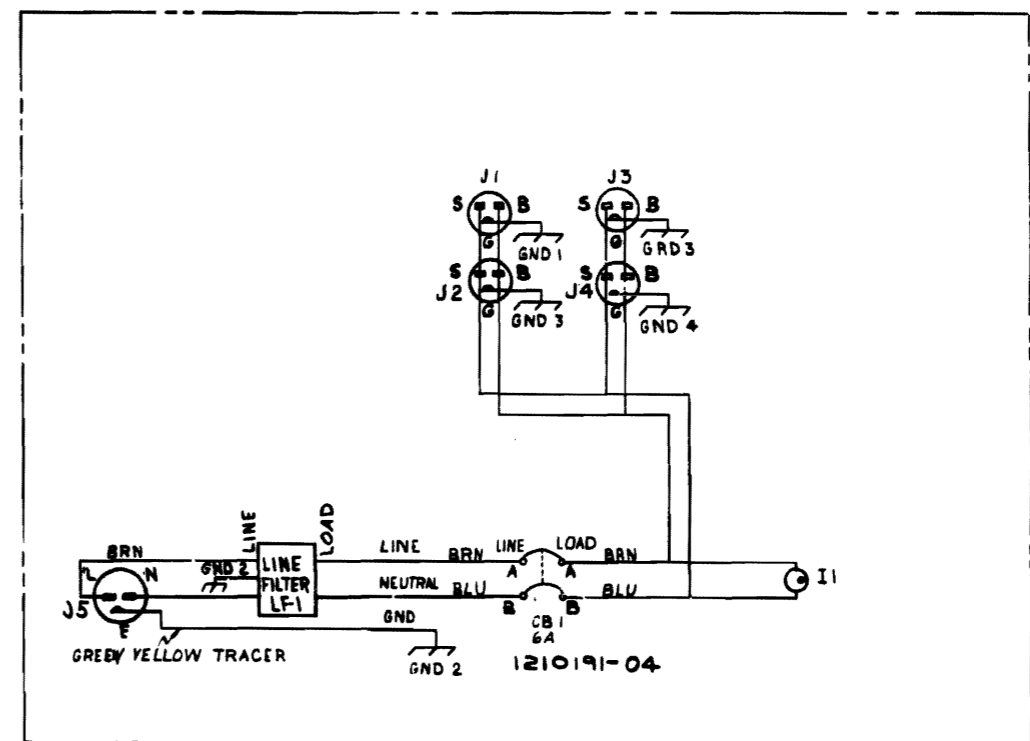 J1 J3
S B S B
G GND 1 G GRD 3
S B S B
J2 J4
G GND 3 G GND 4
LINE LOAD
BRN LINE BRN LINE LOAD BRN
L N GND 2 LINE A A
FILTER NEUTRAL BLU BLU I1
J5 LF-1 B B
E GND CB1
6A
GREEN/YELLOW TRACER GND 2 1210191-04